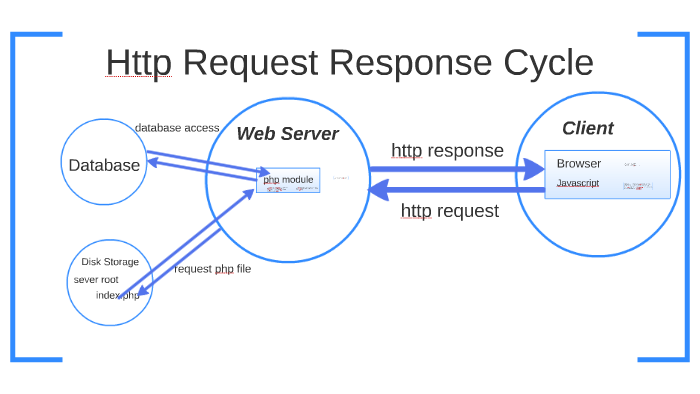 Http Request Response Cycle
database access
Web Server
Client
Database
http response
Browser
php module
Javascript
http request
Disk Storage
request php file
sever root
index.php